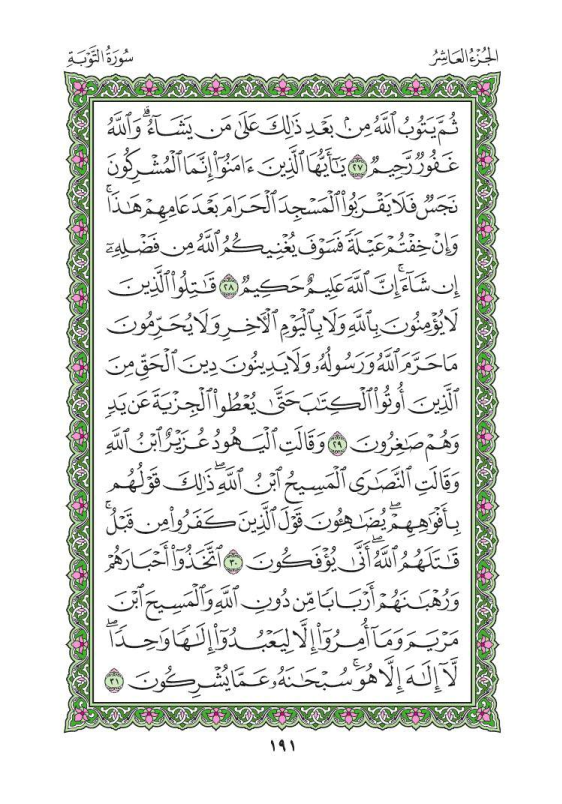 الجُزْءُ العَاشِرُ
سُورَةُ التَّوْبَةِ
ثُمَّ يَتُوبُ ٱللَّهُ مِنۢ بَعْدِ ذَٰلِكَ عَلَىٰ مَن يَشَآءُۗ وَٱللَّهُ
غَفُورٌ رَّحِيمٌ ٢٧ يَٰٓأَيُّهَا ٱلَّذِينَ ءَامَنُوٓاْ إِنَّمَا ٱلْمُشْرِكُونَ
نَجَسٌ فَلَا يَقْرَبُواْ ٱلْمَسْجِدَ ٱلْحَرَامَ بَعْدَ عَامِهِمْ هَٰذَاۚ
وَإِنْ خِفْتُمْ عَيْلَةً فَسَوْفَ يُغْنِيكُمُ ٱللَّهُ مِن فَضْلِهِۦٓ
إِن شَآءَۚ إِنَّ ٱللَّهَ عَلِيمٌ حَكِيمٌ ٢٨ قَٰتِلُواْ ٱلَّذِينَ
لَا يُؤْمِنُونَ بِٱللَّهِ وَلَا بِٱلْيَوْمِ ٱلْأٓخِرِ وَلَا يُحَرِّمُونَ
مَا حَرَّمَ ٱللَّهُ وَرَسُولُهُۥ وَلَا يَدِينُونَ دِينَ ٱلْحَقِّ مِنَ
ٱلَّذِينَ أُوتُواْ ٱلْكِتَٰبَ حَتَّىٰ يُعْطُواْ ٱلْجِزْيَةَ عَن يَدٍ
وَهُمْ صَٰغِرُونَ ٢٩ وَقَالَتِ ٱلْيَهُودُ عُزَيْرٌ ٱبْنُ ٱللَّهِ
وَقَالَتِ ٱلنَّصَٰرَى ٱلْمَسِيحُ ٱبْنُ ٱللَّهِۖ ذَٰلِكَ قَوْلُهُم
بِأَفْوَٰهِهِمْۖ يُضَٰهِـُٔونَ قَوْلَ ٱلَّذِينَ كَفَرُواْ مِن قَبْلُۚ
قَٰتَلَهُمُ ٱللَّهُۖ أَنَّىٰ يُؤْفَكُونَ ٣٠ ٱتَّخَذُوٓاْ أَحْبَارَهُمْ
وَرُهْبَٰنَهُمْ أَرْبَابًا مِّن دُونِ ٱللَّهِ وَٱلْمَسِيحَ ٱبْنَ
مَرْيَمَ وَمَآ أُمِرُوٓاْ إِلَّا لِيَعْبُدُوٓاْ إِلَٰهًا وَٰحِدًاۖ
لَّآ إِلَٰهَ إِلَّا هُوَۚ سُبْحَٰنَهُۥ عَمَّا يُشْرِكُونَ ٣١
١٩١